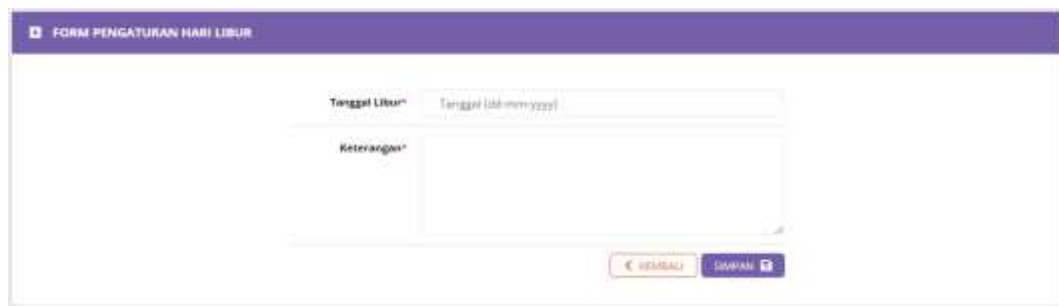 FORM PENGATURAN HARI LIBUR
Tanggal Libur*
Tanggal (dd-mm-yyyy)
Keterangan*
KEMBALI
SIMPAN